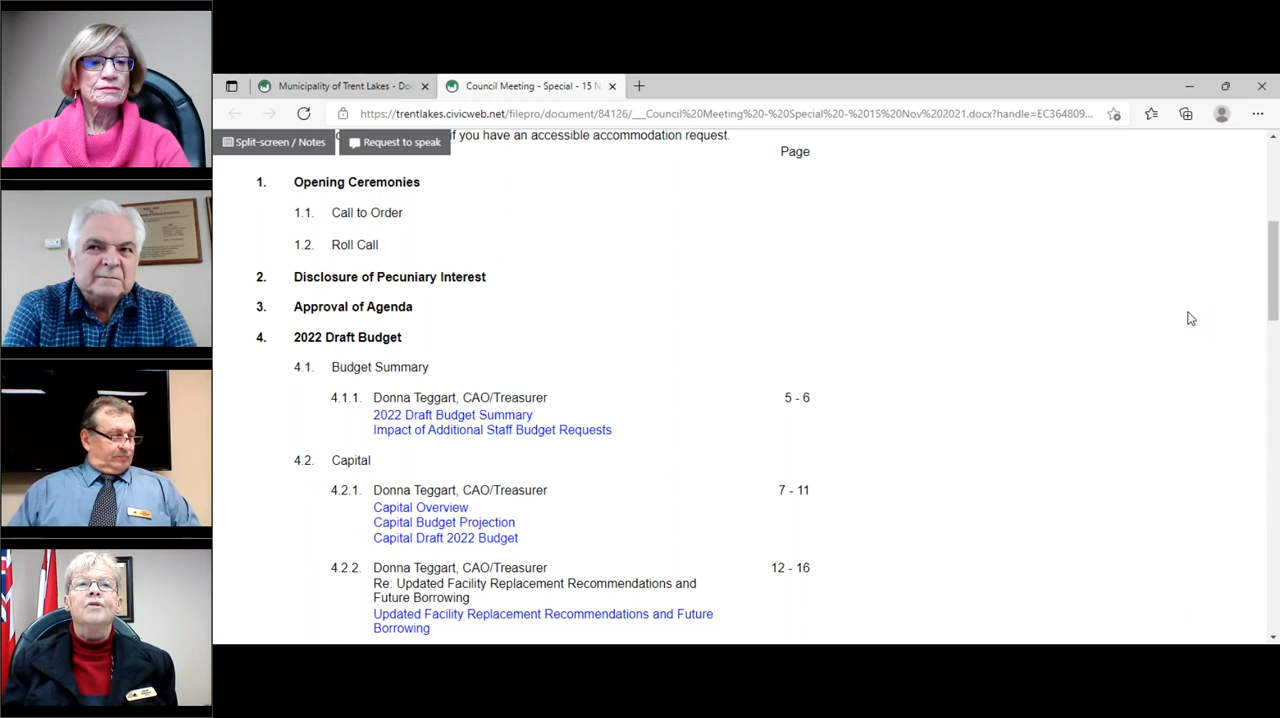 Municipality of Trent Lakes - Do
Council Meeting - Special - 15 N
https://trentlakes.civicweb.net/filepro/document/84126/__Council%20Meeting%20-%20Special%20-%2015%20Nov%202021.docx?handle=EC364809...
Split-screen / Notes
Request to speak
if you have an accessible accommodation request.
Page
1. Opening Ceremonies
1.1. Call to Order
1.2. Roll Call
2. Disclosure of Pecuniary Interest
3. Approval of Agenda
4. 2022 Draft Budget
4.1. Budget Summary
4.1.1. Donna Teggart, CAO/Treasurer 5 - 6
2022 Draft Budget Summary
Impact of Additional Staff Budget Requests
4.2. Capital
4.2.1. Donna Teggart, CAO/Treasurer 7 - 11
Capital Overview
Capital Budget Projection
Capital Draft 2022 Budget
4.2.2. Donna Teggart, CAO/Treasurer 12 - 16
Re: Updated Facility Replacement Recommendations and
Future Borrowing
Updated Facility Replacement Recommendations and Future
Borrowing